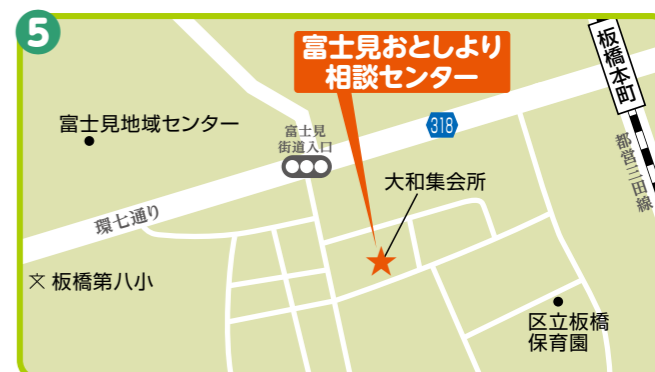 5
富士見おとしより
相談センター
板橋本町
富士見地域センター
富士見
街道入口
318
都営三田線
大和集会所
環七通り
文 板橋第八小
区立板橋
保育園